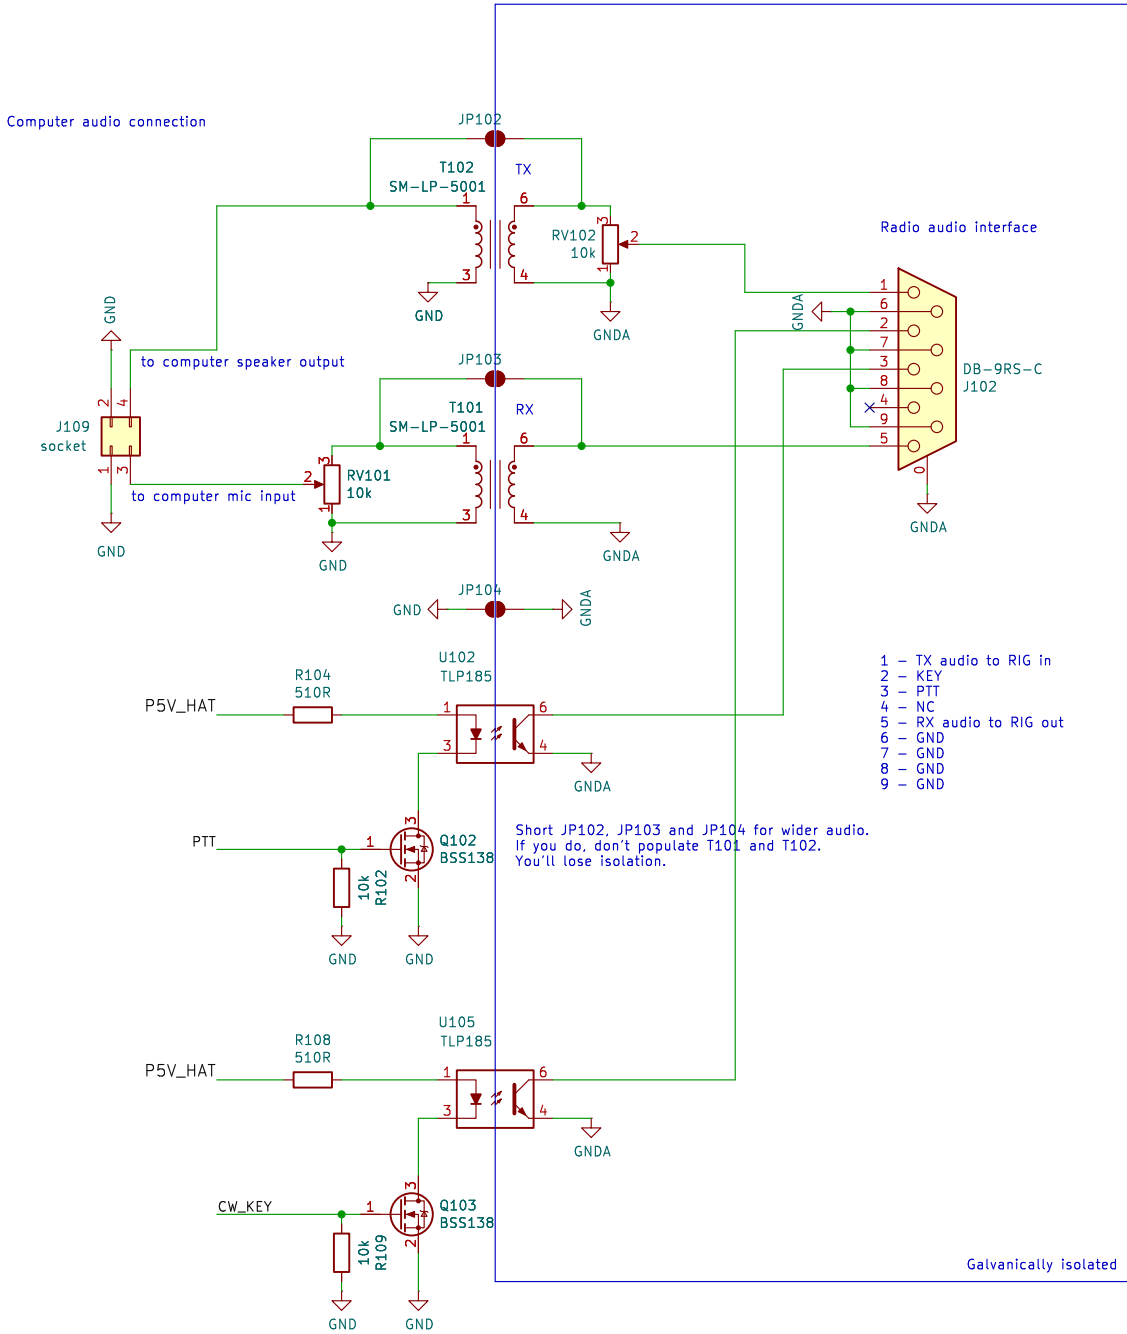 Computer audio connection
JP102
T102
SM-LP-5001
TX
1
6
3
4
GND
RV102
10k
3
2
1
GNDA
Radio audio interface
GNDA
1
6
2
7
3
8
4
9
5
0
DB-9RS-C
J102
GNDA
GND
to computer speaker output
2
4
J109
socket
1
3
to computer mic input
GND
JP103
T101
SM-LP-5001
RX
1
6
3
4
RV101
10k
3
2
1
GND
GNDA
JP104
GND
GNDA
U102
TLP185
R104
510R
P5V_HAT
1
6
3
4
GNDA
1 - TX audio to RIG in
2 - KEY
3 - PTT
4 - NC
5 - RX audio to RIG out
6 - GND
7 - GND
8 - GND
9 - GND
PTT
1
3
2
Q102
BSS138
10k
R102
GND
GND
Short JP102, JP103 and JP104 for wider audio.
If you do, don't populate T101 and T102.
You'll lose isolation.
U105
TLP185
R108
510R
P5V_HAT
1
6
3
4
GNDA
CW_KEY
1
3
2
Q103
BSS138
10k
R109
GND
GND
Galvanically isolated